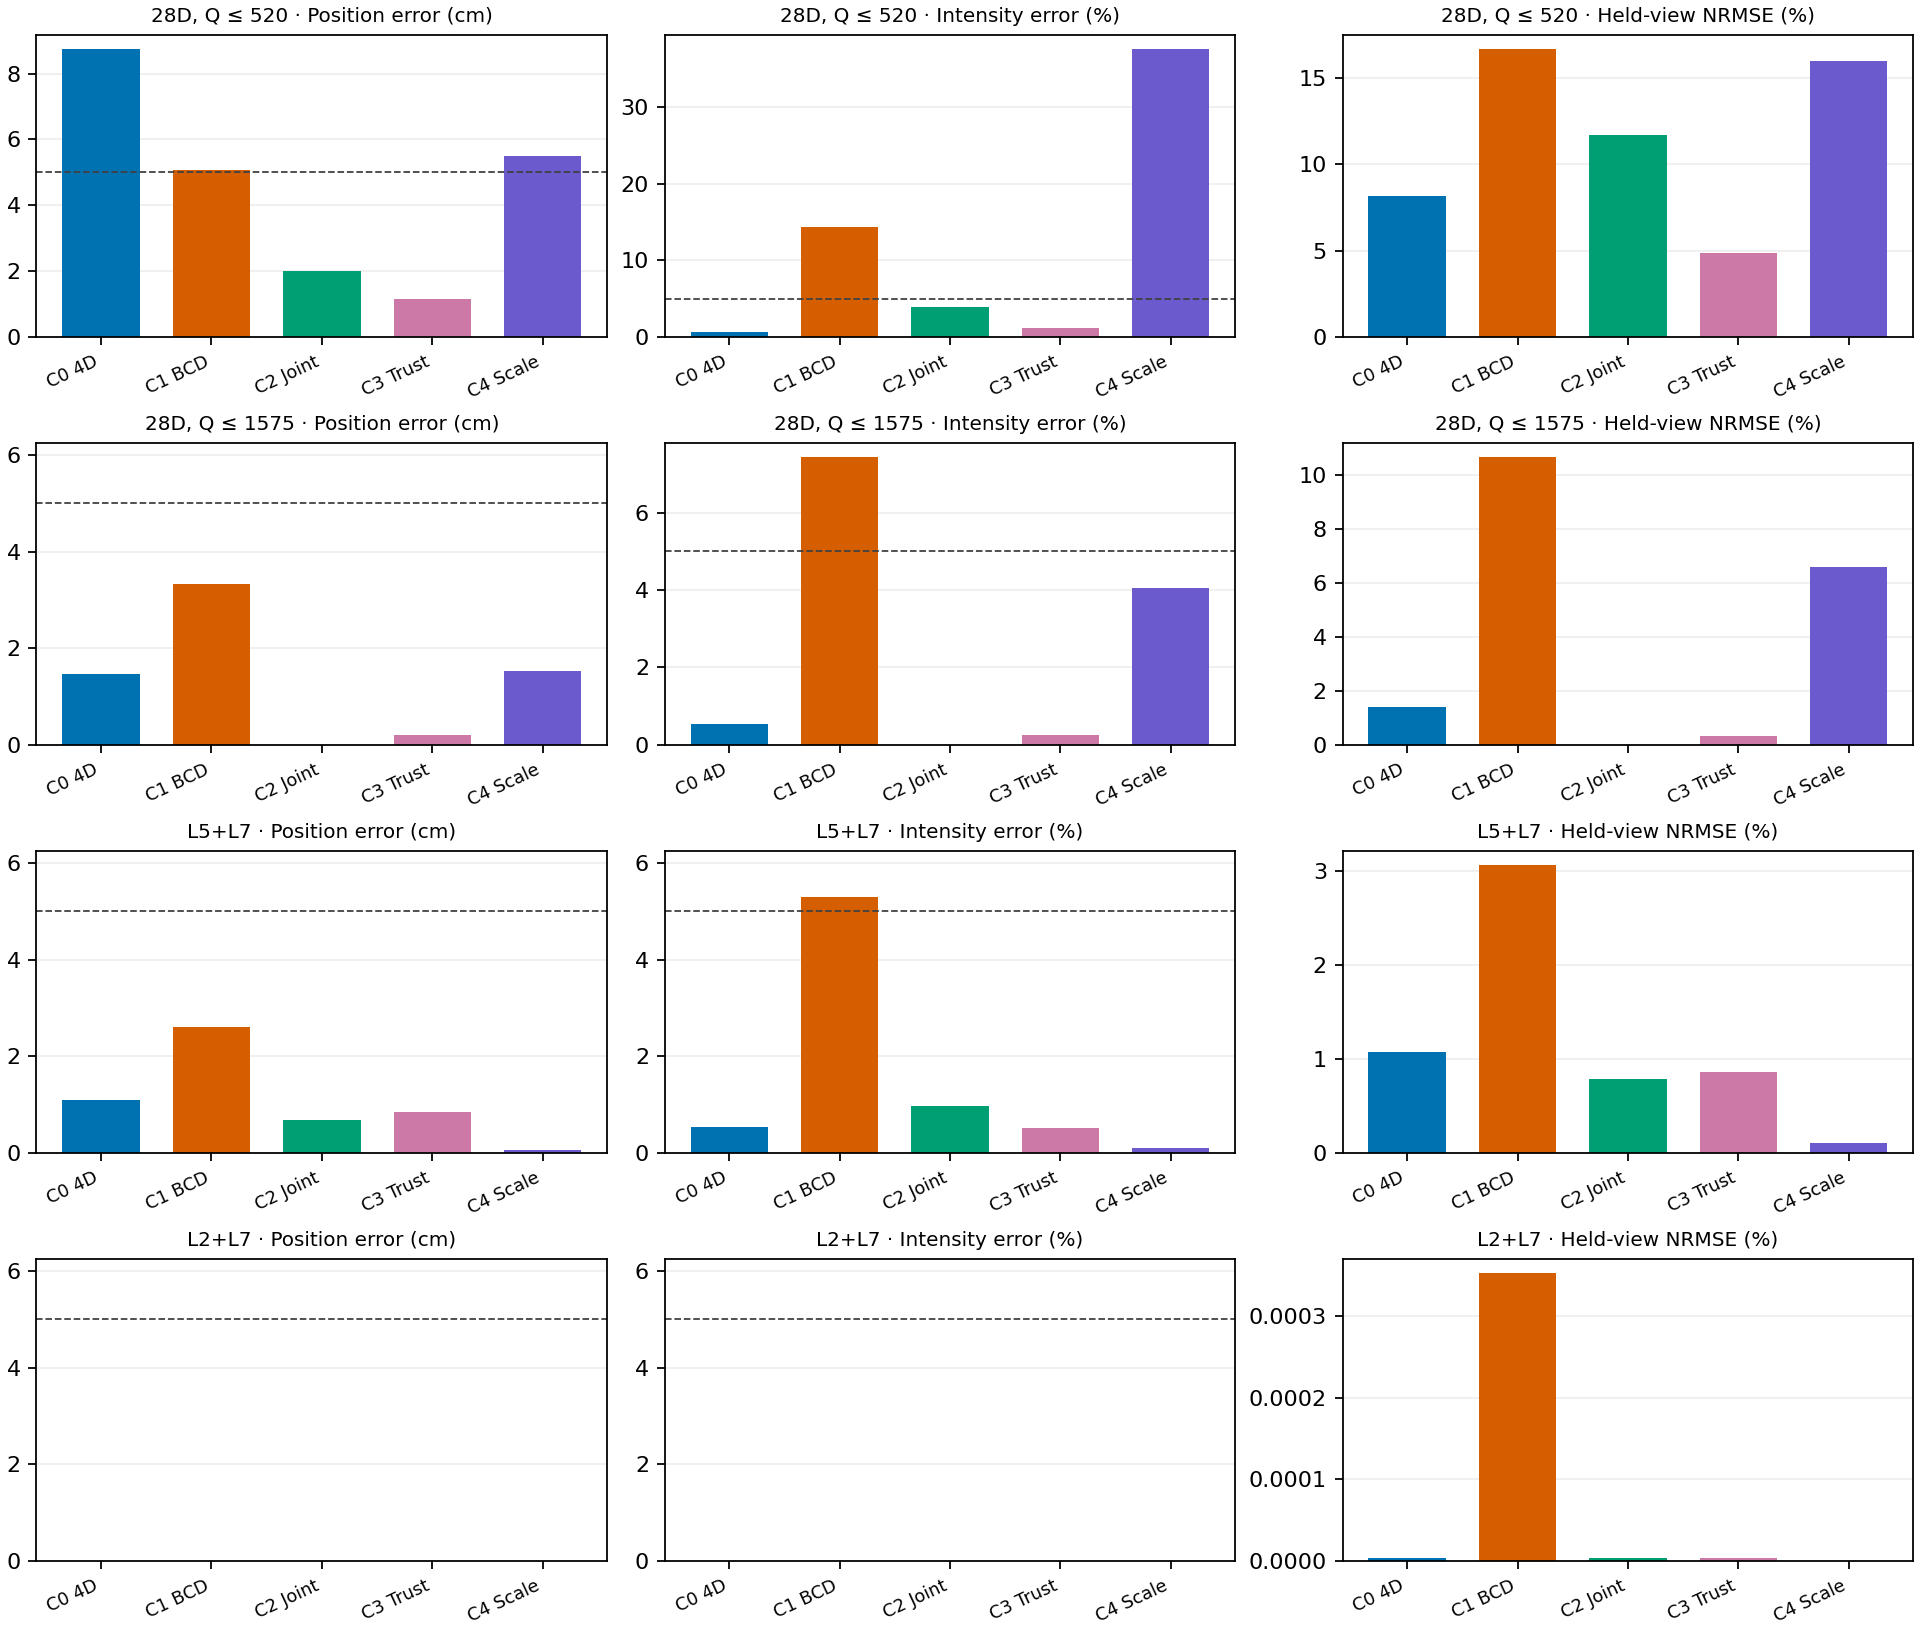 28D, Q ≤ 520 · Position error (cm)
8
6
4
2
0
C0 4D
C1 BCD
C2 Joint
C3 Trust
C4 Scale
28D, Q ≤ 520 · Intensity error (%)
30
20
10
0
C0 4D
C1 BCD
C2 Joint
C3 Trust
C4 Scale
28D, Q ≤ 520 · Held-view NRMSE (%)
15
10
5
0
C0 4D
C1 BCD
C2 Joint
C3 Trust
C4 Scale
28D, Q ≤ 1575 · Position error (cm)
6
4
2
0
C0 4D
C1 BCD
C2 Joint
C3 Trust
C4 Scale
28D, Q ≤ 1575 · Intensity error (%)
6
4
2
0
C0 4D
C1 BCD
C2 Joint
C3 Trust
C4 Scale
28D, Q ≤ 1575 · Held-view NRMSE (%)
10
8
6
4
2
0
C0 4D
C1 BCD
C2 Joint
C3 Trust
C4 Scale
L5+L7 · Position error (cm)
6
4
2
0
C0 4D
C1 BCD
C2 Joint
C3 Trust
C4 Scale
L5+L7 · Intensity error (%)
6
4
2
0
C0 4D
C1 BCD
C2 Joint
C3 Trust
C4 Scale
L5+L7 · Held-view NRMSE (%)
3
2
1
0
C0 4D
C1 BCD
C2 Joint
C3 Trust
C4 Scale
L2+L7 · Position error (cm)
6
4
2
0
C0 4D
C1 BCD
C2 Joint
C3 Trust
C4 Scale
L2+L7 · Intensity error (%)
6
4
2
0
C0 4D
C1 BCD
C2 Joint
C3 Trust
C4 Scale
L2+L7 · Held-view NRMSE (%)
0.0003
0.0002
0.0001
0.0000
C0 4D
C1 BCD
C2 Joint
C3 Trust
C4 Scale